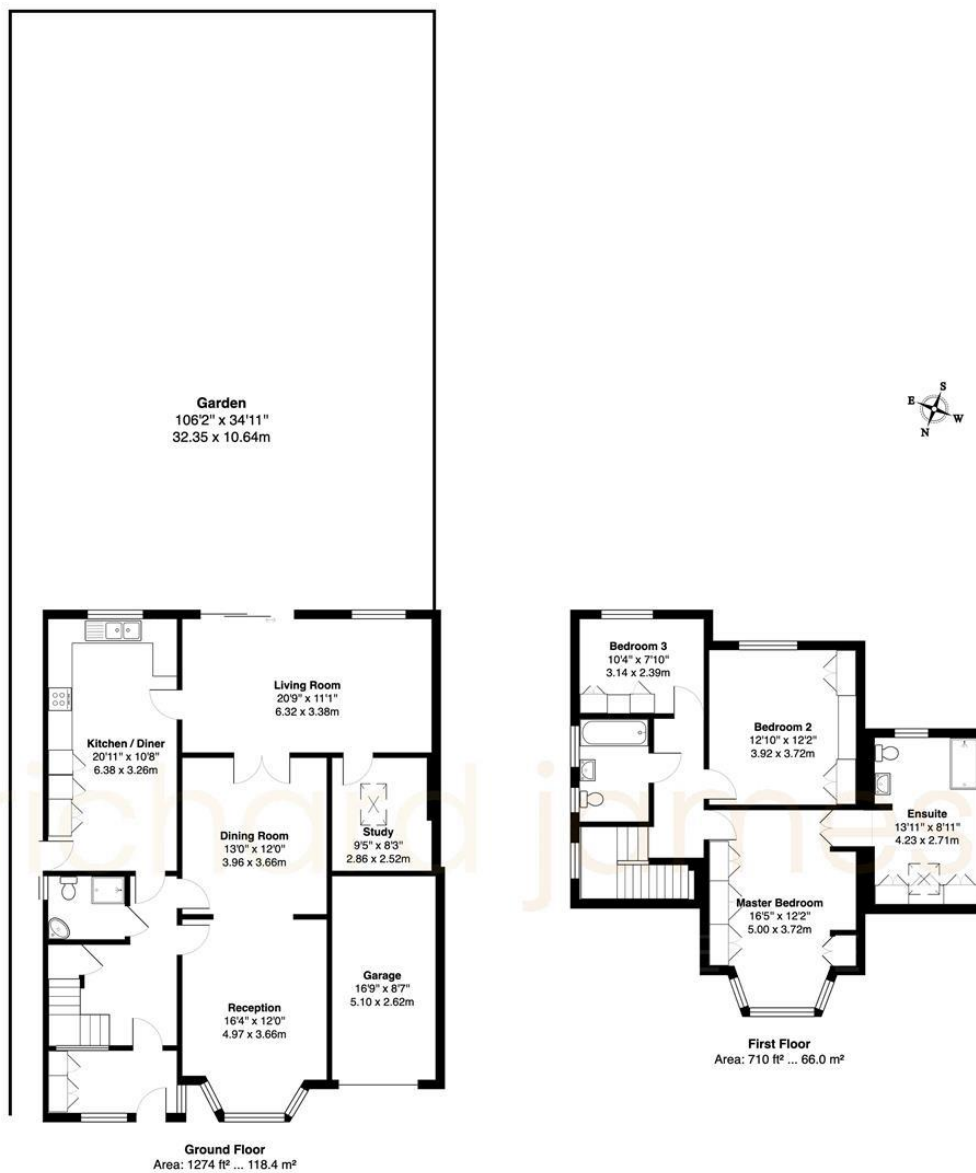 Garden
106'2" x 34'11"
32.35 x 10.64m
S
E
W
N
Living Room
20'9" x 11'1"
6.32 x 3.38m
Kitchen / Diner
20'11" x 10'8"
6.38 x 3.26m
Dining Room
13'0" x 12'0"
3.96 x 3.66m
Study
9'5" x 8'3"
2.86 x 2.52m
Garage
16'9" x 8'7"
5.10 x 2.62m
Reception
16'4" x 12'0"
4.97 x 3.66m
Ground Floor
Area: 1274 ft² ... 118.4 m²
Bedroom 3
10'4" x 7'10"
3.14 x 2.39m
Bedroom 2
12'10" x 12'2"
3.92 x 3.72m
Ensuite
13'11" x 8'11"
4.23 x 2.71m
Master Bedroom
16'5" x 12'2"
5.00 x 3.72m
First Floor
Area: 710 ft² ... 66.0 m²
richard james